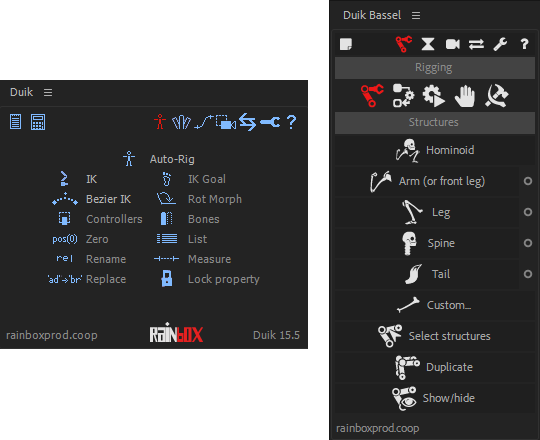 Duik
Auto-Rig
IK
IK Goal
Bezier IK
Rot Morph
Controllers
Bones
pos(0)
Zero
List
rel
Rename
Measure
'ad'→'br'
Replace
Lock property
rainboxprod.coop
RAiNBOX
Duik 15.5
Duik Bassel
?
Rigging
Structures
Hominoid
Arm (or front leg)
Leg
Spine
Tail
Custom...
Select structures
Duplicate
Show/hide
rainboxprod.coop